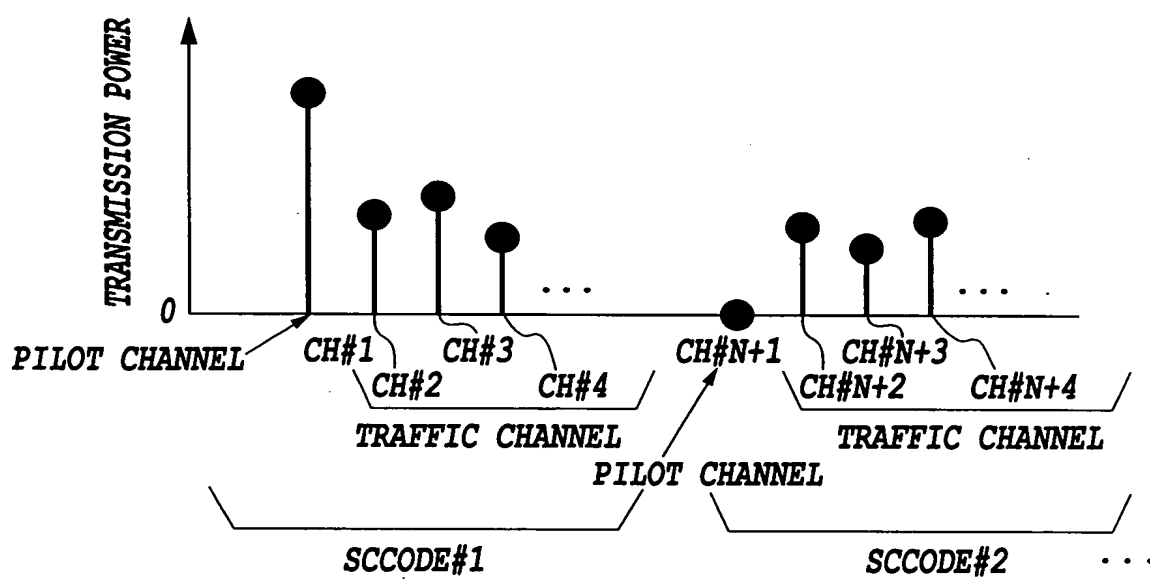 TRANSMISSION POWER
0
...
...
PILOT CHANNEL
CH#1
CH#2
CH#3
CH#4
CH#N+1
CH#N+2
CH#N+3
CH#N+4
TRAFFIC CHANNEL
TRAFFIC CHANNEL
PILOT CHANNEL
SCCODE#1
SCCODE#2
...